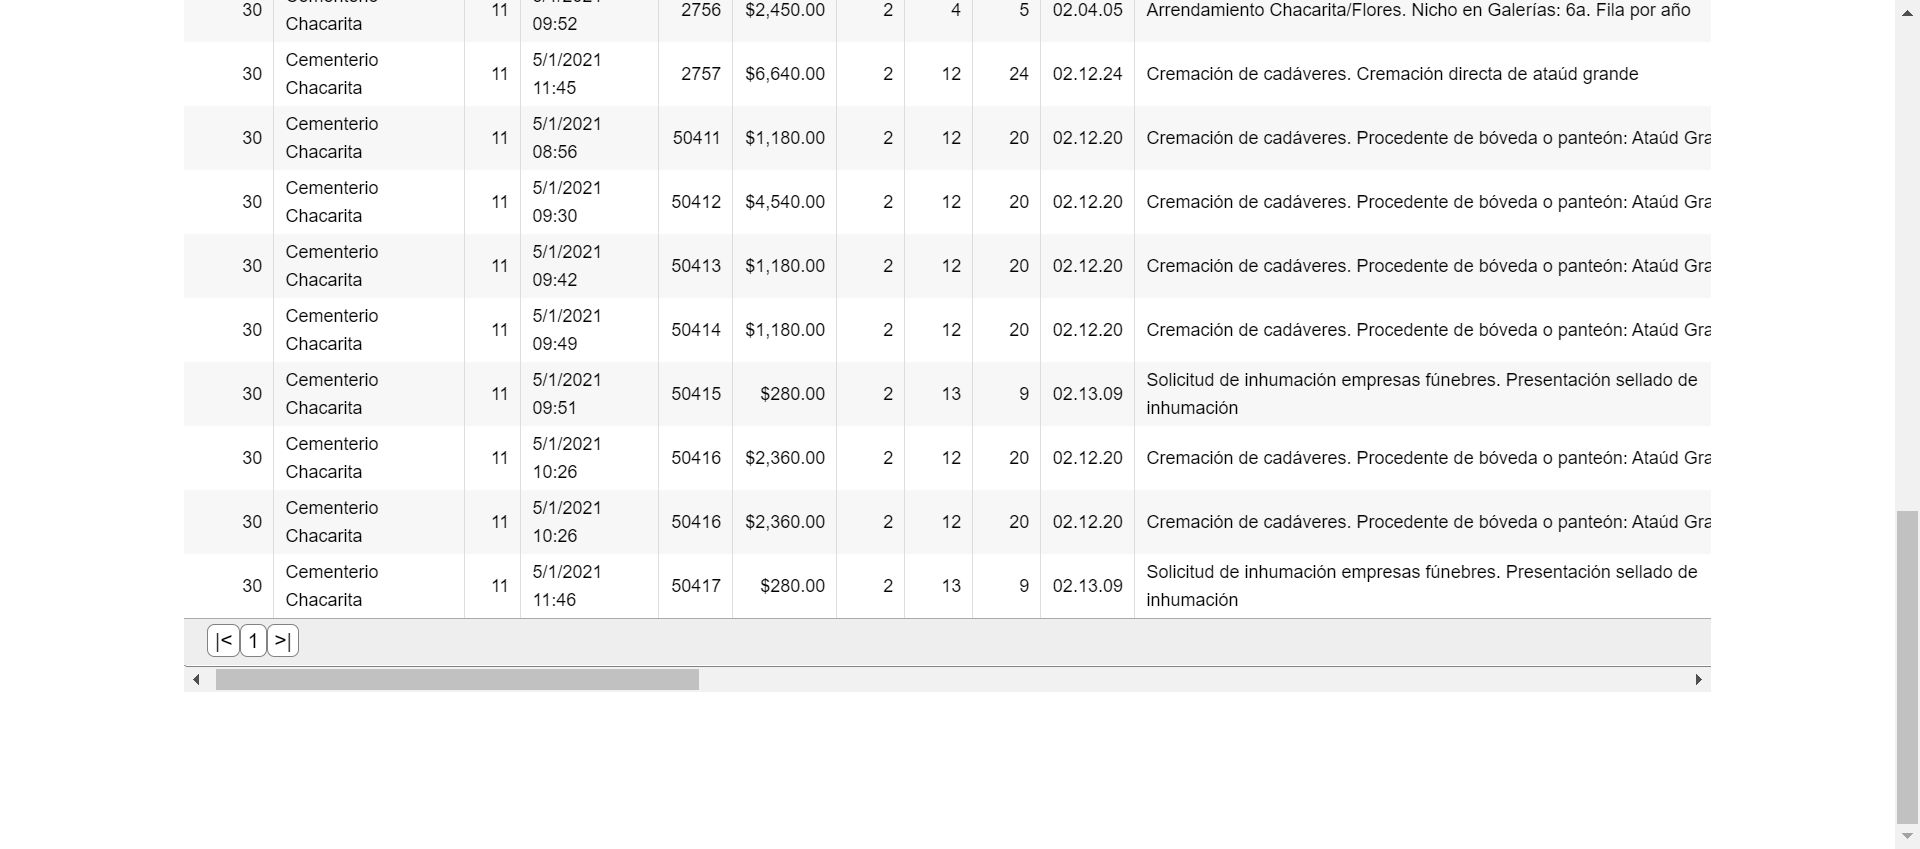 30 Cementerio Chacarita 11 09:52 2756 $2,450.00 2 4 5 02.04.05 Arrendamiento Chacarita/Flores. Nicho en Galerías: 6a. Fila por año
30 Cementerio Chacarita 11 5/1/2021 11:45 2757 $6,640.00 2 12 24 02.12.24 Cremación de cadáveres. Cremación directa de ataúd grande
30 Cementerio Chacarita 11 5/1/2021 08:56 50411 $1,180.00 2 12 20 02.12.20 Cremación de cadáveres. Procedente de bóveda o panteón: Ataúd Gra
30 Cementerio Chacarita 11 5/1/2021 09:30 50412 $4,540.00 2 12 20 02.12.20 Cremación de cadáveres. Procedente de bóveda o panteón: Ataúd Gra
30 Cementerio Chacarita 11 5/1/2021 09:42 50413 $1,180.00 2 12 20 02.12.20 Cremación de cadáveres. Procedente de bóveda o panteón: Ataúd Gra
30 Cementerio Chacarita 11 5/1/2021 09:49 50414 $1,180.00 2 12 20 02.12.20 Cremación de cadáveres. Procedente de bóveda o panteón: Ataúd Gra
30 Cementerio Chacarita 11 5/1/2021 09:51 50415 $280.00 2 13 9 02.13.09 Solicitud de inhumación empresas fúnebres. Presentación sellado de inhumación
30 Cementerio Chacarita 11 5/1/2021 10:26 50416 $2,360.00 2 12 20 02.12.20 Cremación de cadáveres. Procedente de bóveda o panteón: Ataúd Gra
30 Cementerio Chacarita 11 5/1/2021 10:26 50416 $2,360.00 2 12 20 02.12.20 Cremación de cadáveres. Procedente de bóveda o panteón: Ataúd Gra
30 Cementerio Chacarita 11 5/1/2021 11:46 50417 $280.00 2 13 9 02.13.09 Solicitud de inhumación empresas fúnebres. Presentación sellado de inhumación
|< 1 >|